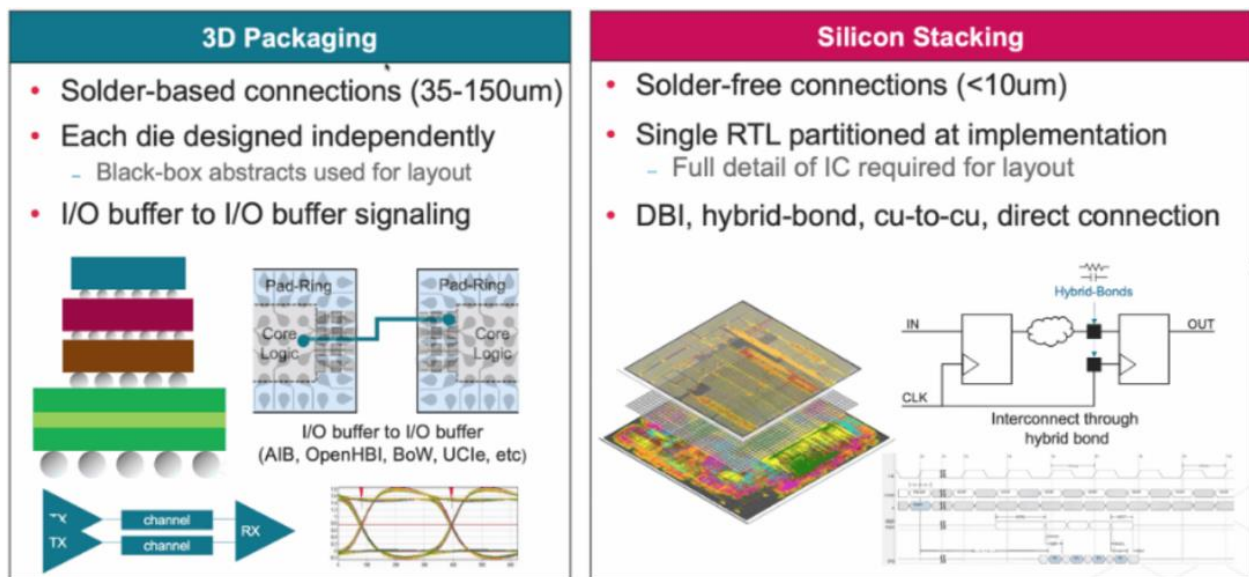 3D Packaging
• Solder-based connections (35-150um)
• Each die designed independently
- Black-box abstracts used for layout
• I/O buffer to I/O buffer signaling
Pad-Ring
Core
Logic
Pad-Ring
Core
Logic
I/O buffer to I/O buffer
(AIB, OpenHBI, BoW, UCIe, etc)
TX
TX
channel
channel
RX
Silicon Stacking
• Solder-free connections (<10um)
• Single RTL partitioned at implementation
- Full detail of IC required for layout
• DBI, hybrid-bond, cu-to-cu, direct connection
Hybrid-Bonds
IN
OUT
CLK
Interconnect through
hybrid bond